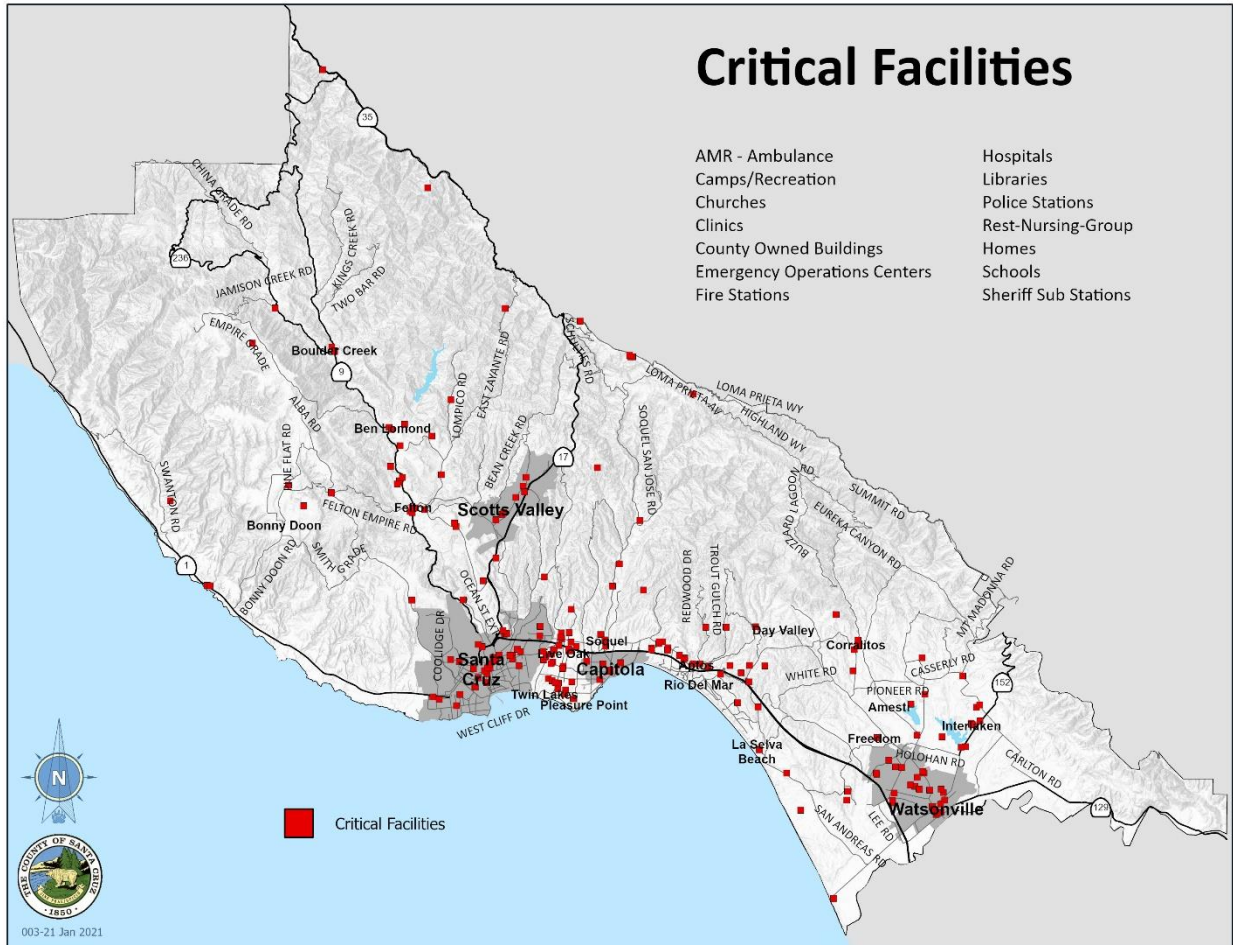 Critical Facilities
AMR - Ambulance
Camps/Recreation
Churches
Clinics
County Owned Buildings
Emergency Operations Centers
Fire Stations
Hospitals
Libraries
Police Stations
Rest-Nursing-Group
Homes
Schools
Sheriff Sub Stations
35
CHINA GRADE RD
KINGS CREEK RD
236
TWO BAR RD
JAMISON CREEK RD
EMPIRE GRADE
Boulder Creek
9
SCHULTIES RD
EAST ZAYANTE RD
LOMPICO RD
LOMA PRIETA AV
LOMA PRIETA WY
HIGHLAND WY
ALBA RD
Ben Lomond
SOQUEL SAN JOSE RD
BEAN CREEK RD
17
RD
SUMMIT RD
PINE FLAT RD
SWANTON RD
Felton
Scotts Valley
FELTON EMPIRE RD
Bonny Doon
BUZZARD LAGOON
EUREKA CANYON RD
SMITH GRADE
BONNY DOON RD
1
OCEAN ST EXT
REDWOOD DR
TROUT GULCH RD
MT MADONNA RD
COOLIDGE DR
Day Valley
Soquel
Live Oak
Corralitos
Santa
Cruz
Capitola
Aptos
Rio Del Mar
WHITE RD
CASSERLY RD
152
PIONEER RD
Amesti
Twin Lakes
Pleasure Point
WEST CLIFF DR
Interlaken
Freedom
La Selva
Beach
HOLOHAN RD
CARLTON RD
Watsonville
129
LEE RD
SAN ANDREAS RD
N
Critical Facilities
THE COUNTY OF SANTA CRUZ
1850
003-21 Jan 2021